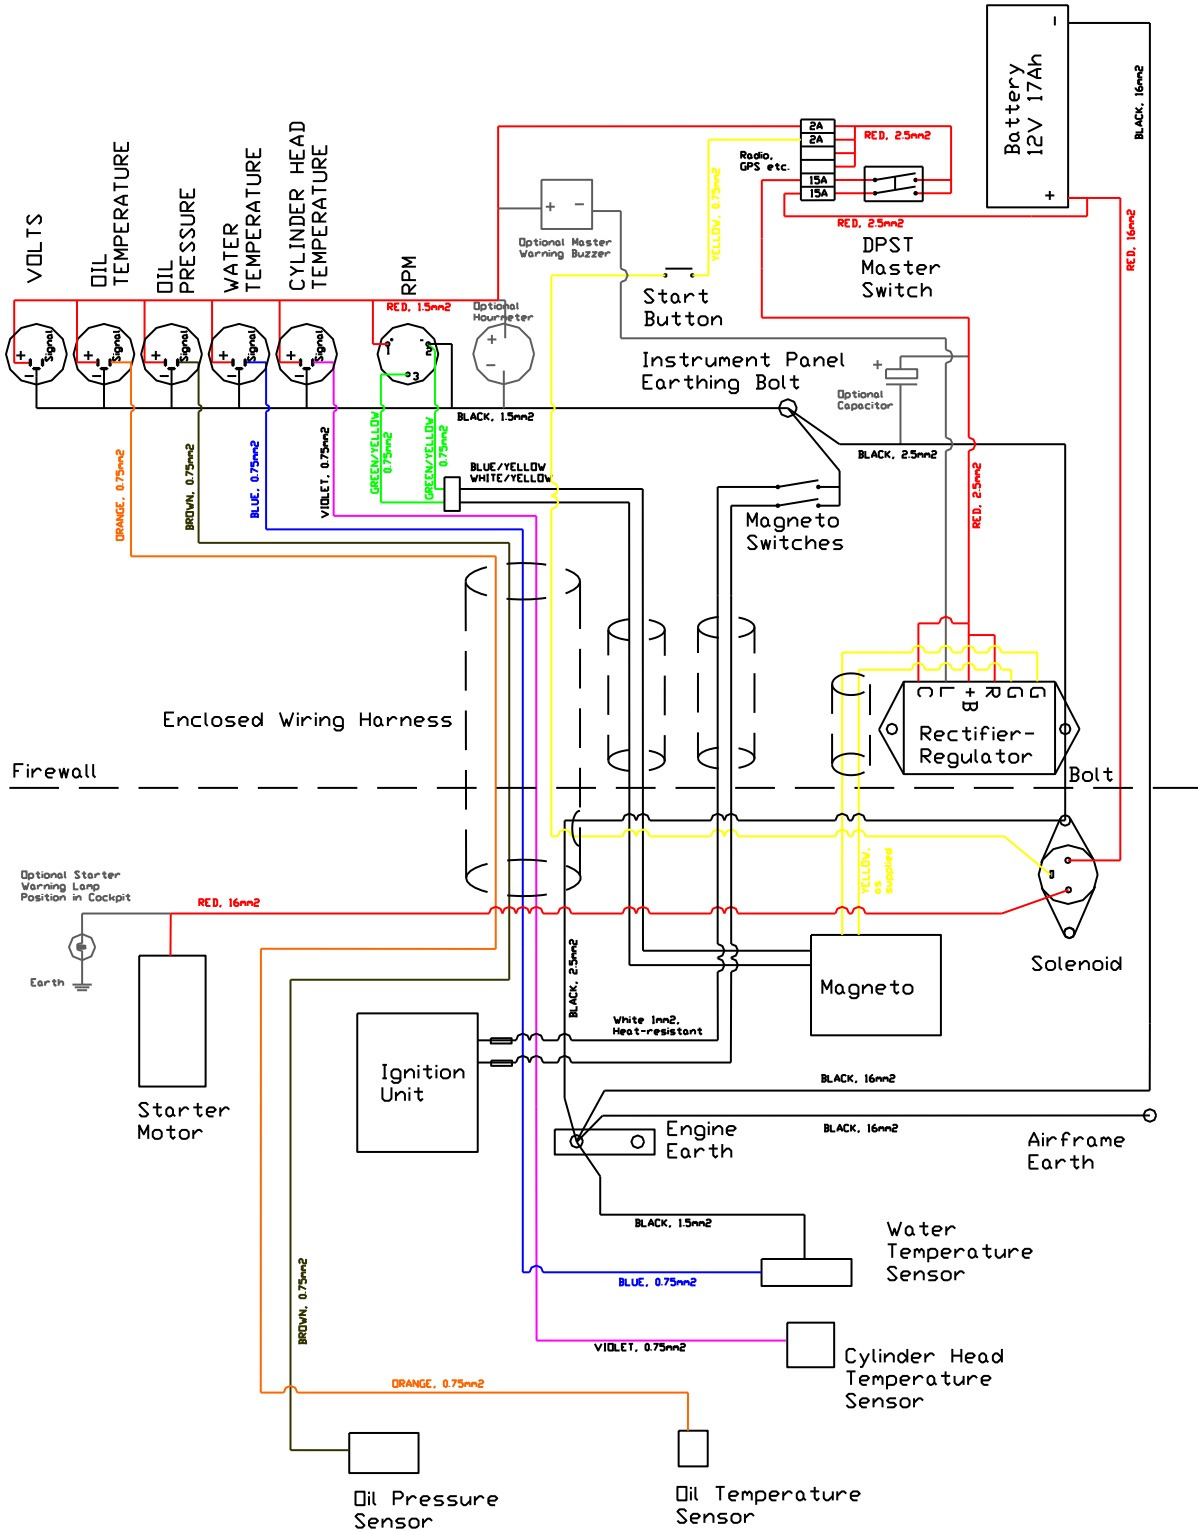 Battery
12V 17Ah
−
+
BLACK, 16mm2
RED, 16mm2
2A
2A
15A
15A
Radio,
GPS etc.
RED, 2.5mm2
RED, 2.5mm2
DPST
Master
Switch
YELLOW, 0.75mm2
+ −
Optional Master
Warning Buzzer
Start
Button
VOLTS
OIL
TEMPERATURE
OIL
PRESSURE
WATER
TEMPERATURE
CYLINDER HEAD
TEMPERATURE
RPM
RED, 1.5mm2
Optional
Hourmeter
+
−
+ Signal
−
+ Signal
−
+ Signal
−
+ Signal
−
+ Signal
−
1
2
3
Instrument Panel
Earthing Bolt
+
Optional
Capacitor
BLACK, 1.5mm2
BLACK, 2.5mm2
ORANGE, 0.75mm2
BROWN, 0.75mm2
BLUE, 0.75mm2
VIOLET, 0.75mm2
GREEN/YELLOW
0.75mm2
GREEN/YELLOW
0.75mm2
BLUE/YELLOW
WHITE/YELLOW
Magneto
Switches
RED, 2.5mm2
Enclosed Wiring Harness
C L +B R G G
Rectifier-
Regulator
Firewall
Bolt
Optional Starter
Warning Lamp
Position in Cockpit
RED, 16mm2
YELLOW,
as
supplied
Earth
BLACK, 2.5mm2
Solenoid
Magneto
White 1mm2,
Heat-resistant
Ignition
Unit
Starter
Motor
BLACK, 16mm2
BLACK, 16mm2
Engine
Earth
Airframe
Earth
BLACK, 1.5mm2
Water
Temperature
Sensor
BLUE, 0.75mm2
BROWN, 0.75mm2
VIOLET, 0.75mm2
Cylinder Head
Temperature
Sensor
ORANGE, 0.75mm2
Oil Pressure
Sensor
Oil Temperature
Sensor